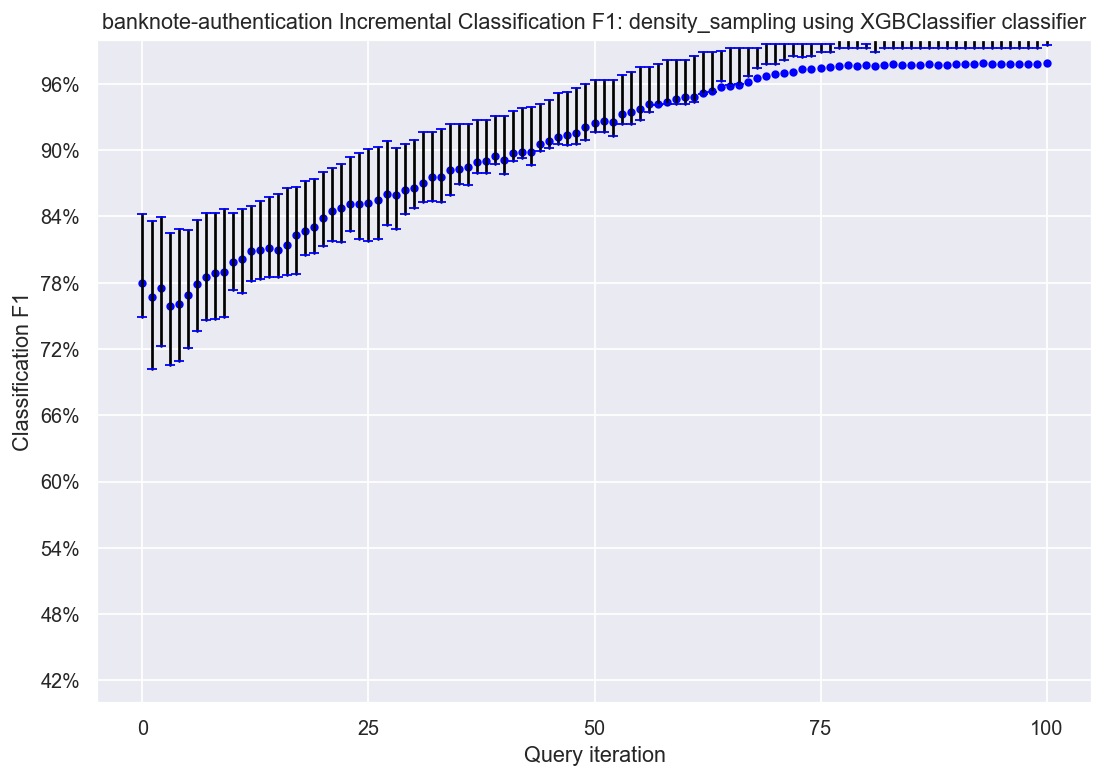 banknote-authentication Incremental Classification F1: density_sampling using XGBClassifier classifier
96%
90%
84%
78%
72%
66%
60%
54%
48%
42%
Classification F1
0 25 50 75 100
Query iteration